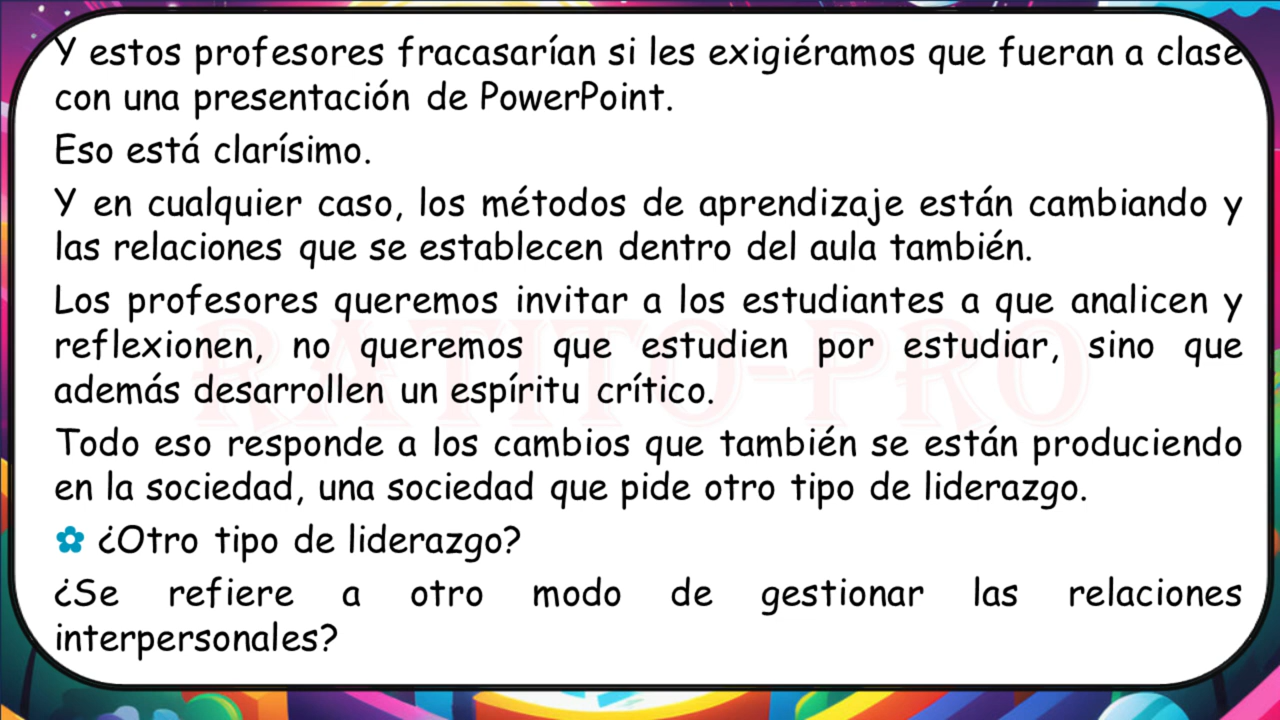 Y estos profesores fracasarían si les exigiéramos que fueran a clase
con una presentación de PowerPoint.
Eso está clarísimo.
Y en cualquier caso, los métodos de aprendizaje están cambiando y
las relaciones que se establecen dentro del aula también.
Los profesores queremos invitar a los estudiantes a que analicen y
reflexionen, no queremos que estudien por estudiar, sino que
además desarrollen un espíritu crítico.
RATITO-PRO
Todo eso responde a los cambios que también se están produciendo
en la sociedad, una sociedad que pide otro tipo de liderazgo.
✿ ¿Otro tipo de liderazgo?
¿Se refiere a otro modo de gestionar las relaciones
interpersonales?